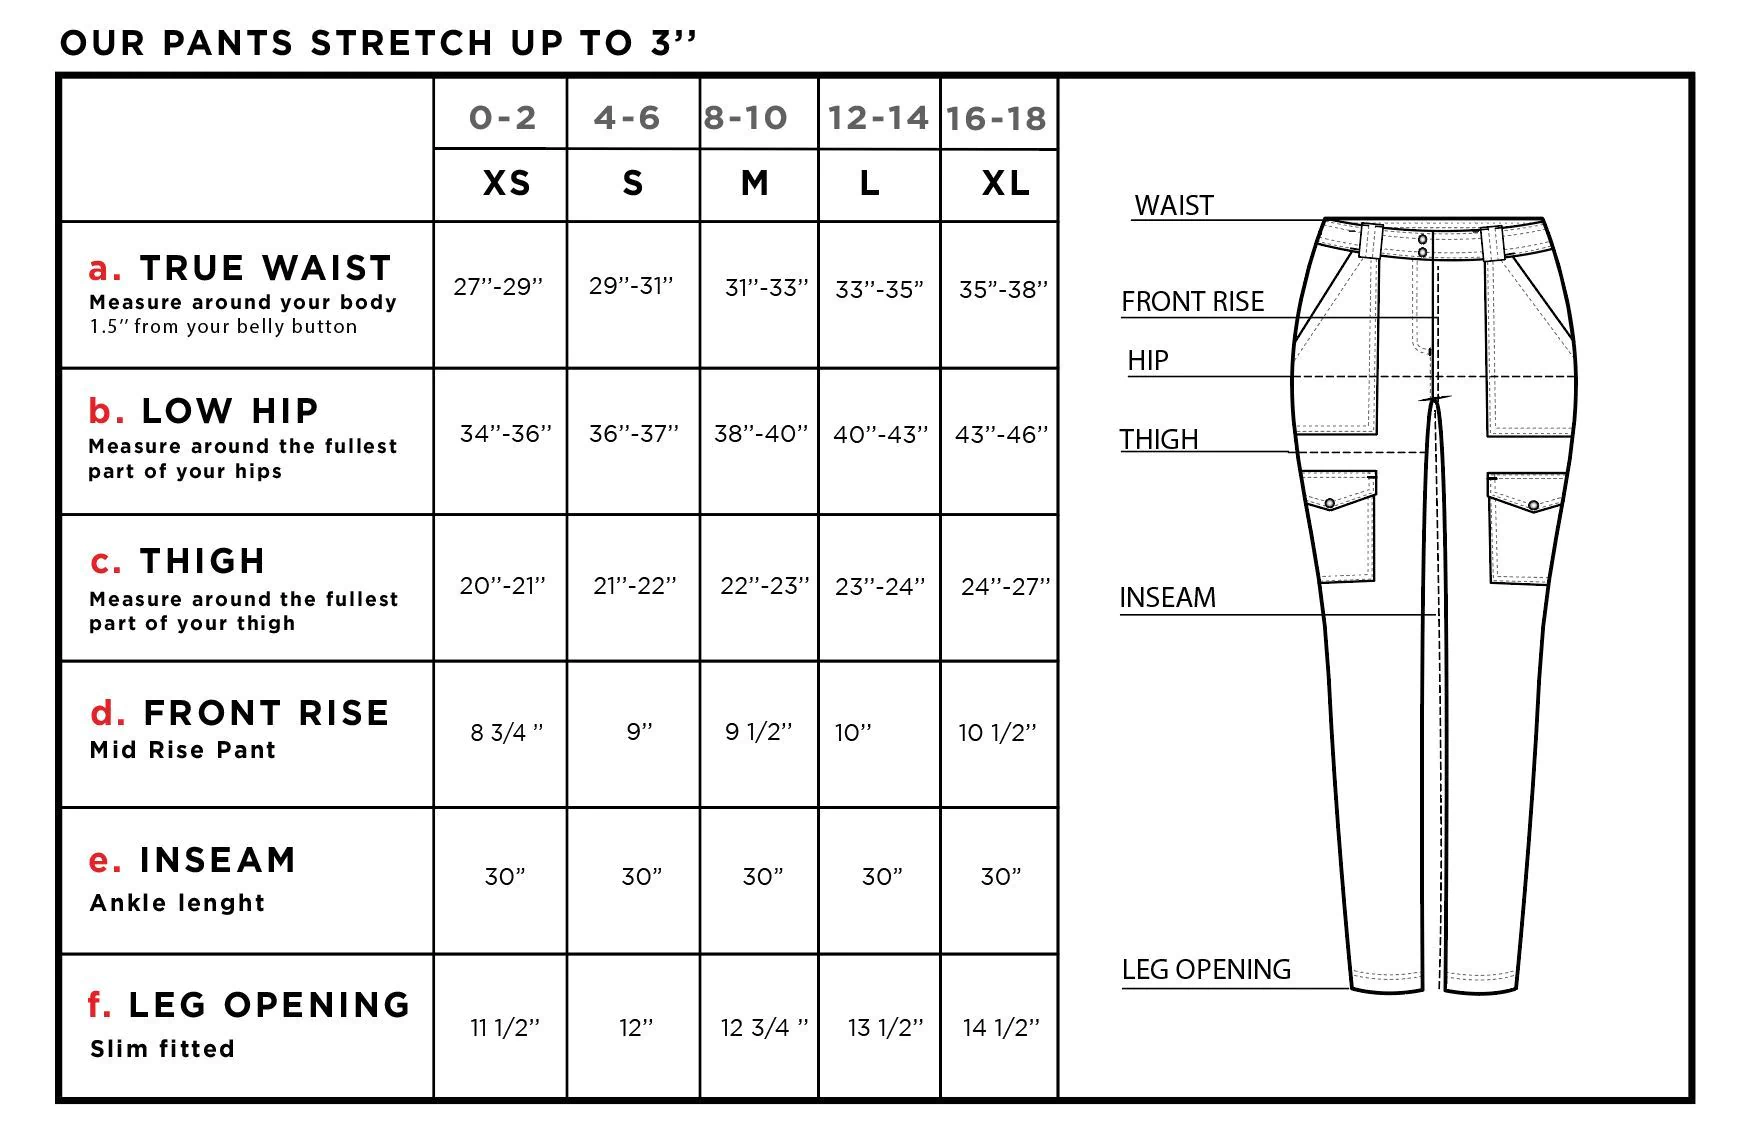 OUR PANTS STRETCH UP TO 3’’
0-2 4-6 8-10 12-14 16-18
XS S M L XL
a. TRUE WAIST
Measure around your body
1.5’’ from your belly button
27’’-29’’ 29’’-31’’ 31’’-33’’ 33’’-35” 35”-38’’
b. LOW HIP
Measure around the fullest
part of your hips
34’’-36’’ 36’’-37’’ 38’’-40’’ 40’’-43’’ 43’’-46’’
c. THIGH
Measure around the fullest
part of your thigh
20’’-21’’ 21’’-22’’ 22’’-23’’ 23’’-24’’ 24’’-27’’
d. FRONT RISE
Mid Rise Pant
8 3/4 ’’ 9’’ 9 1/2’’ 10’’ 10 1/2’’
e. INSEAM
Ankle lenght
30” 30” 30” 30” 30”
f. LEG OPENING
Slim fitted
11 1/2’’ 12’’ 12 3/4 ’’ 13 1/2’’ 14 1/2’’
WAIST
FRONT RISE
HIP
THIGH
INSEAM
LEG OPENING